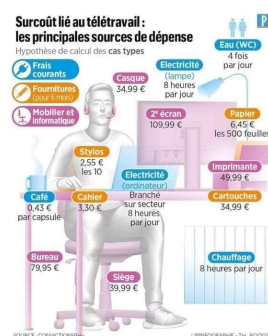 Surcoût lié au télétravail :
les principales sources de dépense
Hypothèse de calcul des cas types
Frais
courants
Fournitures
(pour 6 mois)
Mobilier et
informatique
Casque
34,99 €
Électricité
(lampe)
8 heures
par jour
Eau (WC)
4 fois
par jour
2e écran
109,99 €
Papier
6,45 €
les 500 feuilles
Stylos
2,55 €
les 10
Électricité
(ordinateur)
Branché
sur secteur
8 heures
par jour
Imprimante
49,99 €
Café
0,43 €
par capsule
Cahier
3,30 €
Cartouches
34,99 €
Bureau
79,95 €
Siège
39,99 €
Chauffage
8 heures par jour